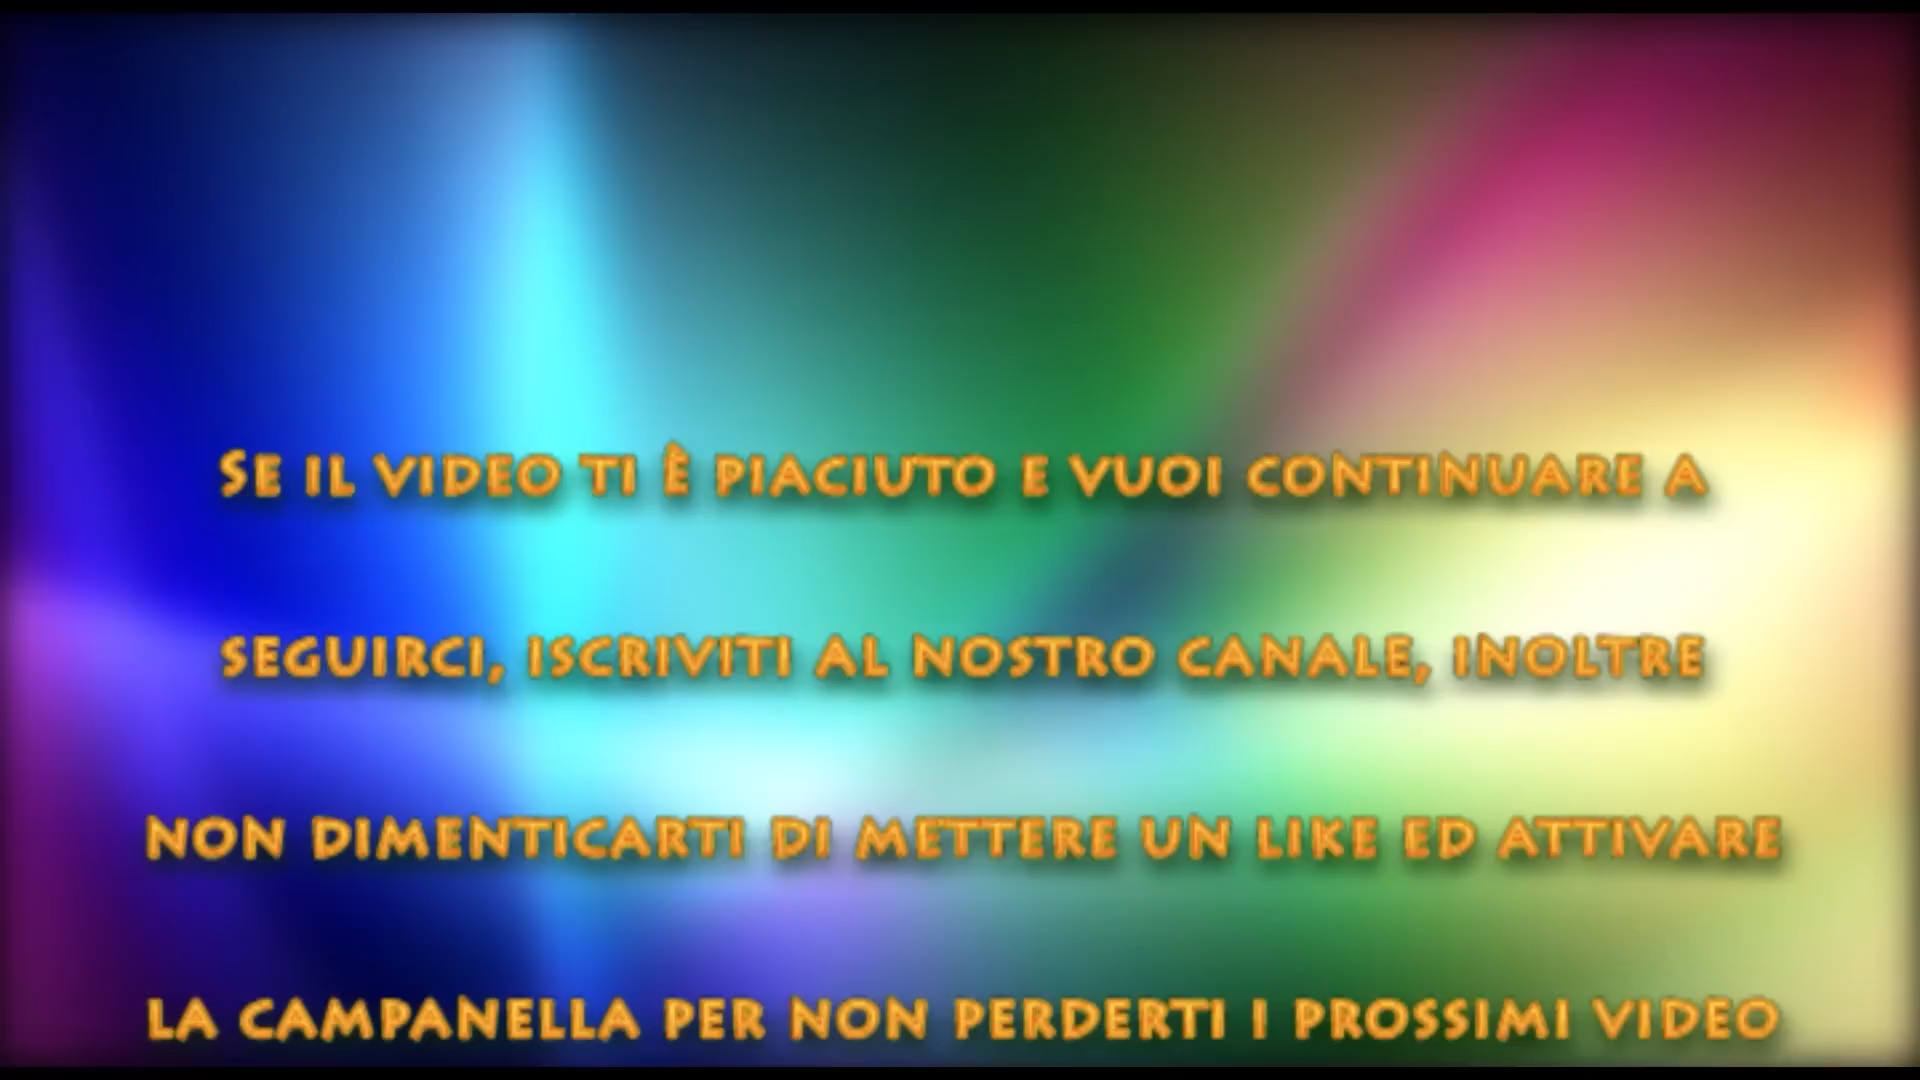 Se il video ti è piaciuto e vuoi continuare a
seguirci, iscriviti al nostro canale, inoltre
non dimenticarti di mettere un like ed attivare
la campanella per non perderti i prossimi video